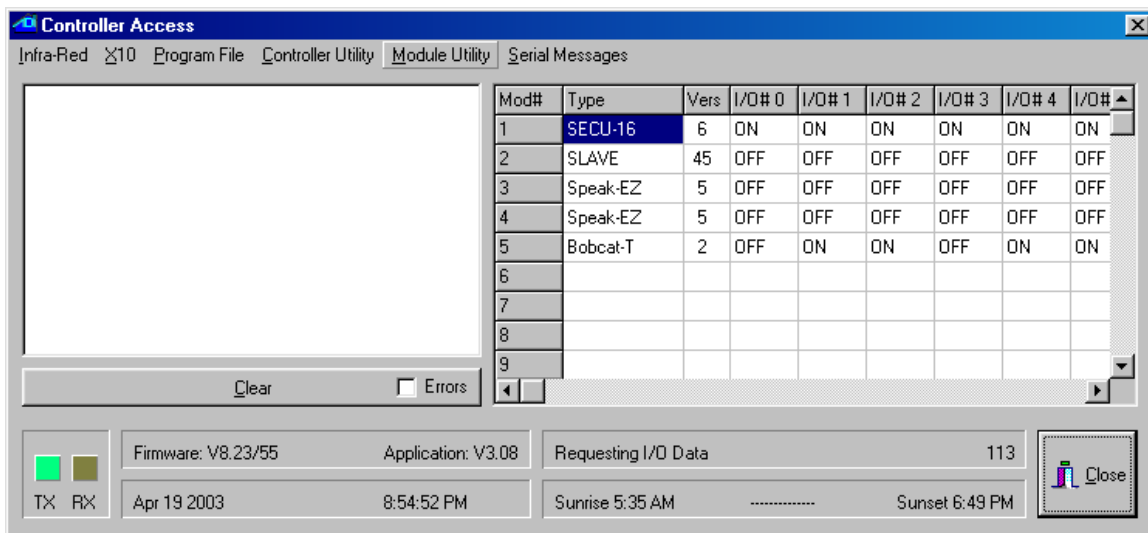 Controller Access
Infra-Red X10 Program File Controller Utility Module Utility Serial Messages
Mod# Type Vers I/O# 0 I/O# 1 I/O# 2 I/O# 3 I/O# 4 I/O#
1 SECU-16 6 ON ON ON ON ON ON
2 SLAVE 45 OFF OFF OFF OFF OFF OFF
3 Speak-EZ 5 OFF OFF OFF OFF OFF OFF
4 Speak-EZ 5 OFF OFF OFF OFF OFF OFF
5 Bobcat-T 2 OFF ON ON OFF ON ON
6
7
8
9
Clear Errors
Firmware: V8.23/55 Application: V3.08 Requesting I/O Data 113
TX RX Apr 19 2003 8:54:52 PM Sunrise 5:35 AM ------------- Sunset 6:49 PM
Close